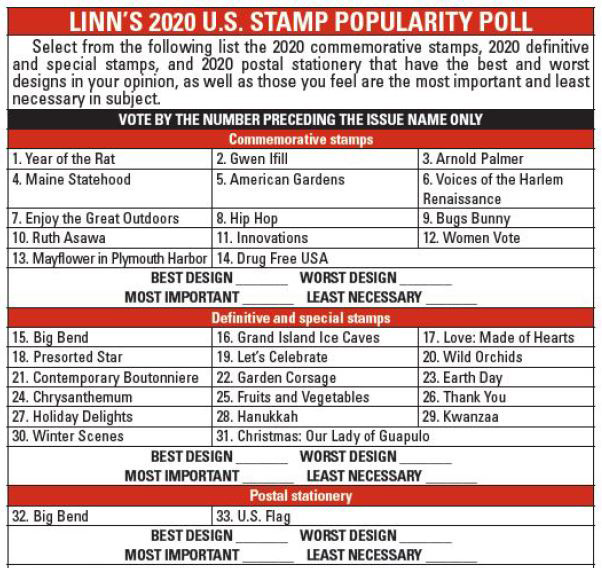 LINN'S 2020 U.S. STAMP POPULARITY POLL
Select from the following list the 2020 commemorative stamps, 2020 definitive
and special stamps, and 2020 postal stationery that have the best and worst
designs in your opinion, as well as those you feel are the most important and least
necessary in subject.
VOTE BY THE NUMBER PRECEDING THE ISSUE NAME ONLY
Commemorative stamps
1. Year of the Rat 2. Gwen Ifill 3. Arnold Palmer
4. Maine Statehood 5. American Gardens 6. Voices of the Harlem
Renaissance
7. Enjoy the Great Outdoors 8. Hip Hop 9. Bugs Bunny
10. Ruth Asawa 11. Innovations 12. Women Vote
13. Mayflower in Plymouth Harbor 14. Drug Free USA
BEST DESIGN _______ WORST DESIGN _______
MOST IMPORTANT _______ LEAST NECESSARY _______
Definitive and special stamps
15. Big Bend 16. Grand Island Ice Caves 17. Love: Made of Hearts
18. Presorted Star 19. Let's Celebrate 20. Wild Orchids
21. Contemporary Boutonniere 22. Garden Corsage 23. Earth Day
24. Chrysanthemum 25. Fruits and Vegetables 26. Thank You
27. Holiday Delights 28. Hanukkah 29. Kwanzaa
30. Winter Scenes 31. Christmas: Our Lady of Guapulo
BEST DESIGN _______ WORST DESIGN _______
MOST IMPORTANT _______ LEAST NECESSARY _______
Postal stationery
32. Big Bend 33. U.S. Flag
BEST DESIGN _______ WORST DESIGN _______
MOST IMPORTANT _______ LEAST NECESSARY _______